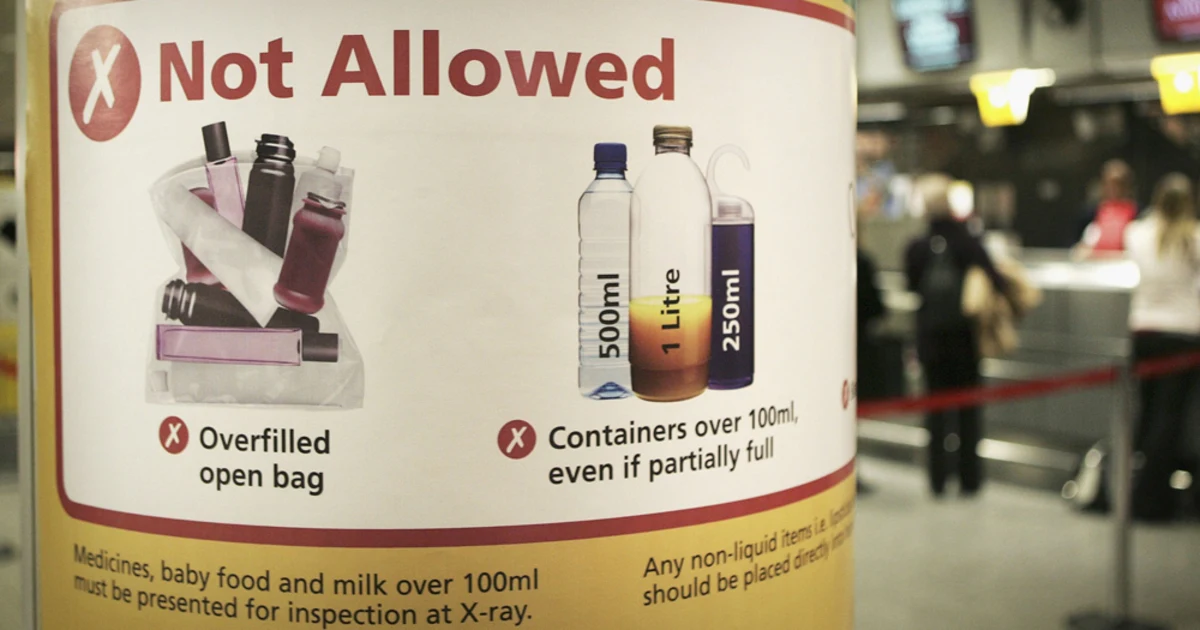 X Not Allowed
500ml
1 Litre
250ml
X Overfilled
open bag
X Containers over 100ml,
even if partially full
Medicines, baby food and milk over 100ml
must be presented for inspection at X-ray.
Any non-liquid items i.e.
should be placed directly